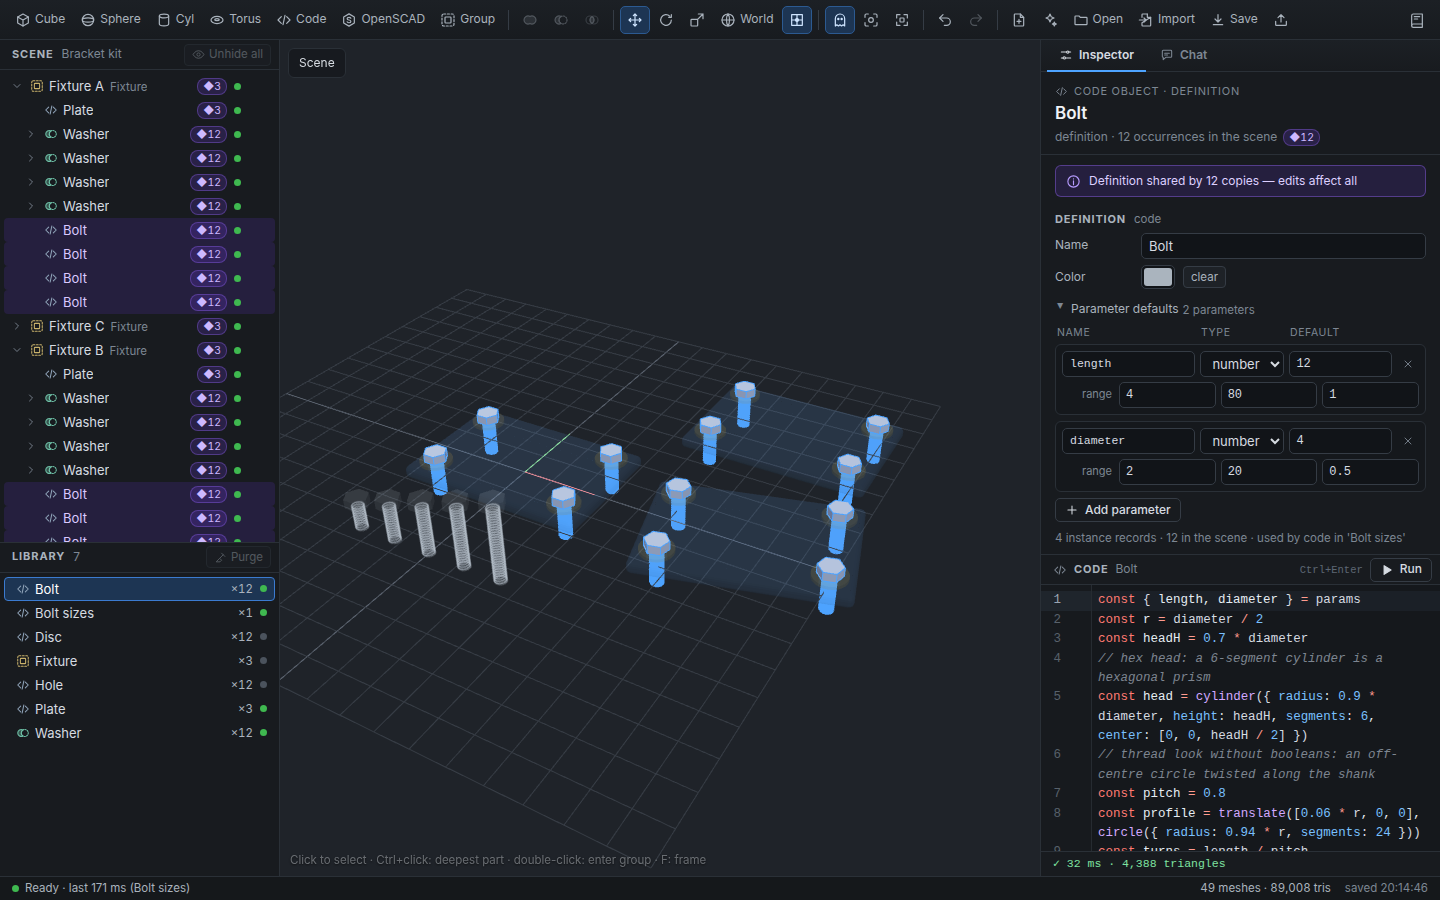 Cube Sphere Cyl Torus Code OpenSCAD Group World Open Import Save
SCENE Bracket kit Unhide all
Fixture A Fixture ◆3
Plate ◆3
Washer ◆12
Washer ◆12
Washer ◆12
Washer ◆12
Bolt ◆12
Bolt ◆12
Bolt ◆12
Bolt ◆12
Fixture C Fixture ◆3
Fixture B Fixture ◆3
Plate ◆3
Washer ◆12
Washer ◆12
Washer ◆12
Washer ◆12
Bolt ◆12
Bolt ◆12
Bolt ◆12
LIBRARY 7 Purge
Bolt ×12
Bolt sizes ×1
Disc ×12
Fixture ×3
Hole ×12
Plate ×3
Washer ×12
Scene
Click to select · Ctrl+click: deepest part · double-click: enter group · F: frame
Inspector Chat
CODE OBJECT · DEFINITION
Bolt
definition · 12 occurrences in the scene ◆12
Definition shared by 12 copies — edits affect all
DEFINITION code
Name Bolt
Color clear
Parameter defaults 2 parameters
NAME TYPE DEFAULT
length number 12
range 4 80 1
diameter number 4
range 2 20 0.5
Add parameter
4 instance records · 12 in the scene · used by code in 'Bolt sizes'
CODE Bolt Ctrl+Enter Run
1 const { length, diameter } = params
2 const r = diameter / 2
3 const headH = 0.7 * diameter
4 // hex head: a 6-segment cylinder is a
hexagonal prism
5 const head = cylinder({ radius: 0.9 *
diameter, height: headH, segments: 6,
center: [0, 0, headH / 2] })
6 // thread look without booleans: an off-
centre circle twisted along the shank
7 const pitch = 0.8
8 const profile = translate([0.06 * r, 0, 0],
circle({ radius: 0.94 * r, segments: 24 }))
9 const turns = length / pitch
✓ 32 ms · 4,388 triangles
Ready · last 171 ms (Bolt sizes)
49 meshes · 89,008 tris saved 20:14:46